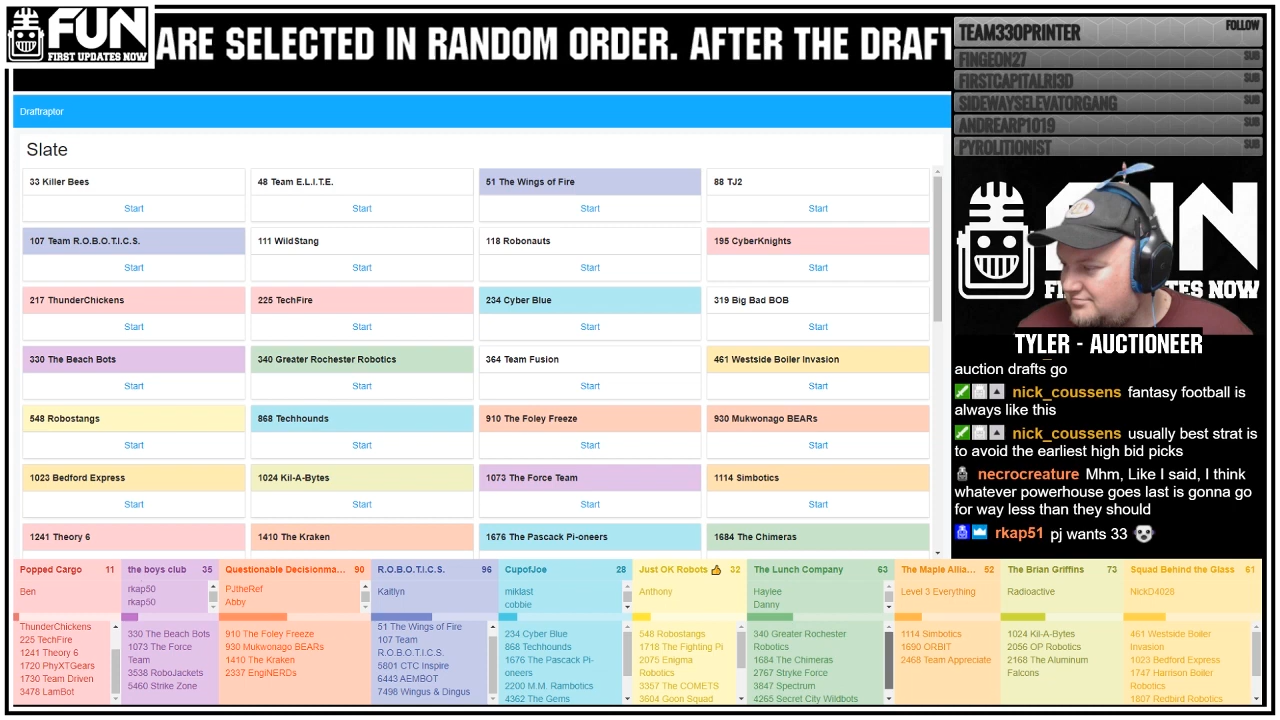 FUN
FIRST UPDATES NOW
ARE SELECTED IN RANDOM ORDER. AFTER THE DRAFT
TEAM330PRINTER FOLLOW
FINGEON27 SUB
FIRSTCAPITALRI3D SUB
SIDEWAYSELEVATORGANG SUB
ANDREARP1019 SUB
PYROLITIONIST SUB
Draftraptor
Slate
33 Killer Bees
48 Team E.L.I.T.E.
51 The Wings of Fire
88 TJ2
Start
Start
Start
Start
107 Team R.O.B.O.T.I.C.S.
111 WildStang
118 Robonauts
195 CyberKnights
Start
Start
Start
Start
217 ThunderChickens
225 TechFire
234 Cyber Blue
319 Big Bad BOB
Start
Start
Start
Start
330 The Beach Bots
340 Greater Rochester Robotics
364 Team Fusion
461 Westside Boiler Invasion
Start
Start
Start
Start
548 Robostangs
868 Techhounds
910 The Foley Freeze
930 Mukwonago BEARs
Start
Start
Start
Start
1023 Bedford Express
1024 Kil-A-Bytes
1073 The Force Team
1114 Simbotics
Start
Start
Start
Start
1241 Theory 6
1410 The Kraken
1676 The Pascack Pi-oneers
1684 The Chimeras
UN
FI
TES NOW
TYLER - AUCTIONEER
auction drafts go
nick_coussens fantasy football is
always like this
nick_coussens usually best strat is
to avoid the earliest high bid picks
necrocreature Mhm, Like I said, I think
whatever powerhouse goes last is gonna go
for way less than they should
rkap51 pj wants 33
Popped Cargo 11
Ben
ThunderChickens
225 TechFire
1241 Theory 6
1720 PhyXTGears
1730 Team Driven
3478 LamBot
the boys club 35
rkap50
rkap50
330 The Beach Bots
1073 The Force
Team
3538 RoboJackets
5460 Strike Zone
Questionable Decisionma... 90
PJtheRef
Abby
910 The Foley Freeze
930 Mukwonago BEARs
1410 The Kraken
2337 EngiNERDs
R.O.B.O.T.I.C.S. 96
Kaitlyn
51 The Wings of Fire
107 Team
R.O.B.O.T.I.C.S.
5801 CTC Inspire
6443 AEMBOT
7498 Wingus & Dingus
CupofJoe 28
miklast
cobbie
234 Cyber Blue
868 Techhounds
1676 The Pascack Pi-
oneers
2200 M.M. Rambotics
4362 The Gems
Just OK Robots 👍 32
Anthony
548 Robostangs
1718 The Fighting Pi
2075 Enigma
Robotics
3357 The COMETS
3604 Goon Squad
The Lunch Company 63
Haylee
Danny
340 Greater Rochester
Robotics
1684 The Chimeras
2767 Stryke Force
3847 Spectrum
4265 Secret City Wildbots
The Maple Allia... 52
Level 3 Everything
1114 Simbotics
1690 ORBIT
2468 Team Appreciate
The Brian Griffins 73
Radioactive
1024 Kil-A-Bytes
2056 OP Robotics
2168 The Aluminum
Falcons
Squad Behind the Glass 61
NickD4028
461 Westside Boiler
Invasion
1023 Bedford Express
1747 Harrison Boiler
Robotics
1807 Redbird Robotics